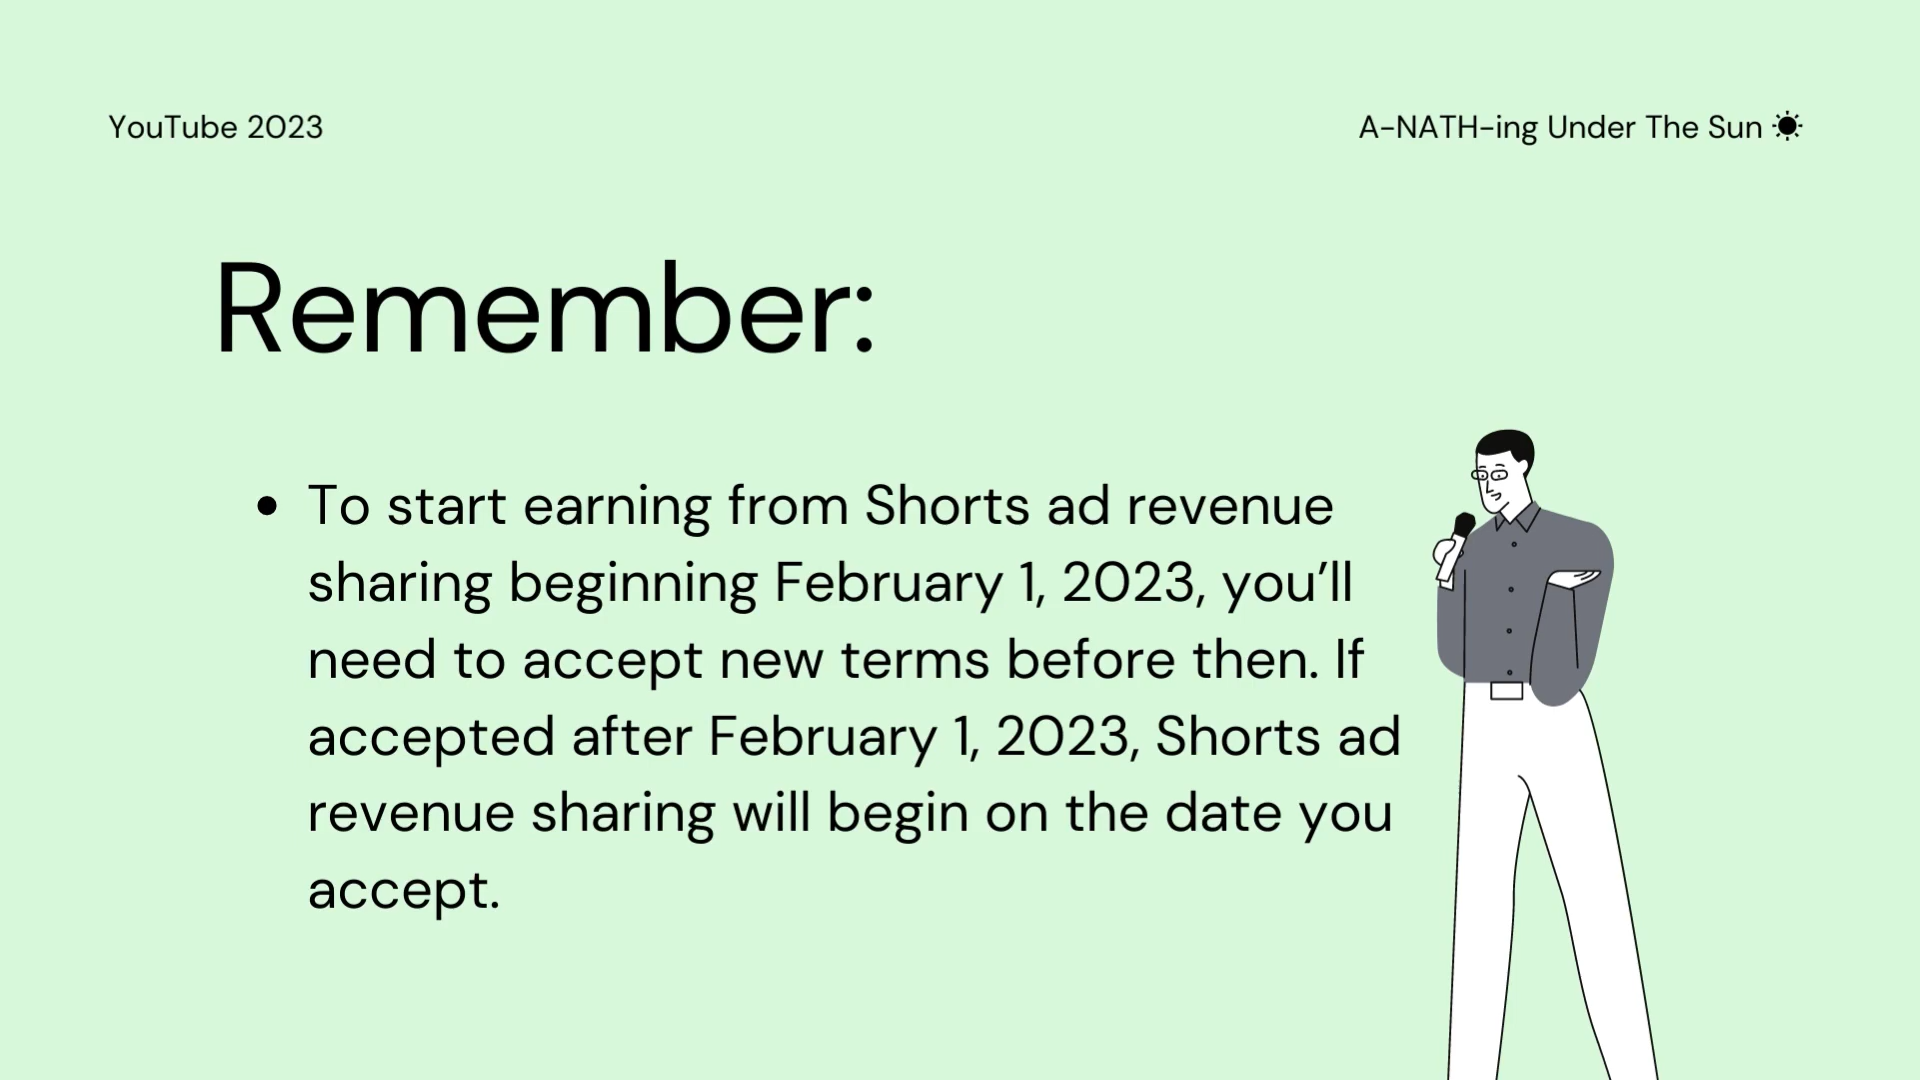 YouTube 2023
A-NATH-ing Under The Sun ☀
Remember:
• To start earning from Shorts ad revenue
sharing beginning February 1, 2023, you’ll
need to accept new terms before then. If
accepted after February 1, 2023, Shorts ad
revenue sharing will begin on the date you
accept.